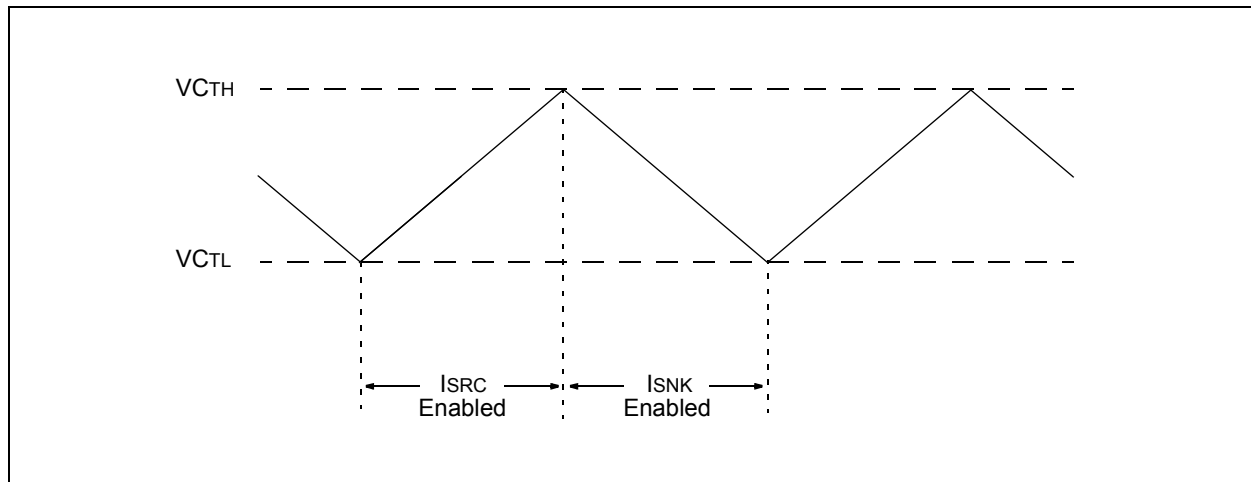 VCTH
VCTL
ISRC
Enabled
ISNK
Enabled